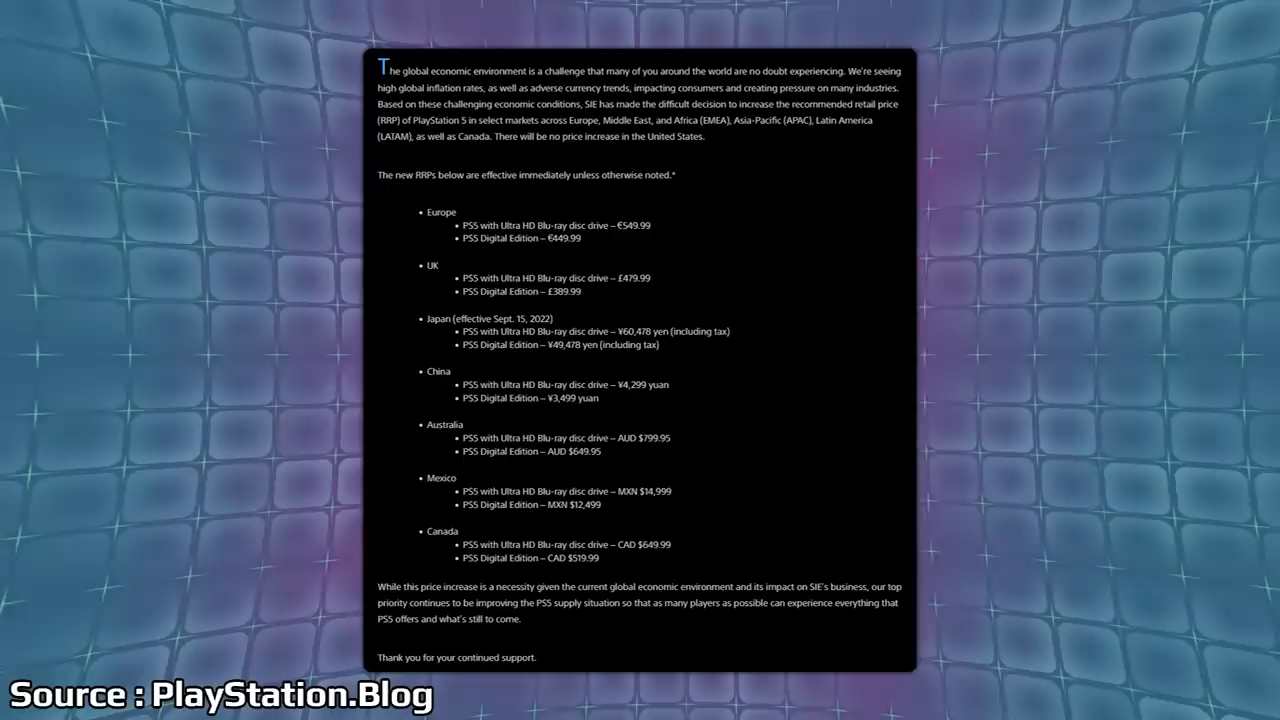 The global economic environment is a challenge that many of you around the world are no doubt experiencing. We're seeing
high global inflation rates, as well as adverse currency trends, impacting consumers and creating pressure on many industries.
Based on these challenging economic conditions, SIE has made the difficult decision to increase the recommended retail price
(RRP) of PlayStation 5 in select markets across Europe, Middle East, and Africa (EMEA), Asia-Pacific (APAC), Latin America
(LATAM), as well as Canada. There will be no price increase in the United States.
The new RRPs below are effective immediately unless otherwise noted.*
• Europe
• PS5 with Ultra HD Blu-ray disc drive – €549.99
• PS5 Digital Edition – €449.99
• UK
• PS5 with Ultra HD Blu-ray disc drive – £479.99
• PS5 Digital Edition – £389.99
• Japan (effective Sept. 15, 2022)
• PS5 with Ultra HD Blu-ray disc drive – ¥60,478 yen (including tax)
• PS5 Digital Edition – ¥49,478 yen (including tax)
• China
• PS5 with Ultra HD Blu-ray disc drive – ¥4,299 yuan
• PS5 Digital Edition – ¥3,499 yuan
• Australia
• PS5 with Ultra HD Blu-ray disc drive – AUD $799.95
• PS5 Digital Edition – AUD $649.95
• Mexico
• PS5 with Ultra HD Blu-ray disc drive – MXN $14,999
• PS5 Digital Edition – MXN $12,499
• Canada
• PS5 with Ultra HD Blu-ray disc drive – CAD $649.99
• PS5 Digital Edition – CAD $519.99
While this price increase is a necessity given the current global economic environment and its impact on SIE's business, our top
priority continues to be improving the PS5 supply situation so that as many players as possible can experience everything that
PS5 offers and what's still to come.
Thank you for your continued support.
Source : PlayStation.Blog